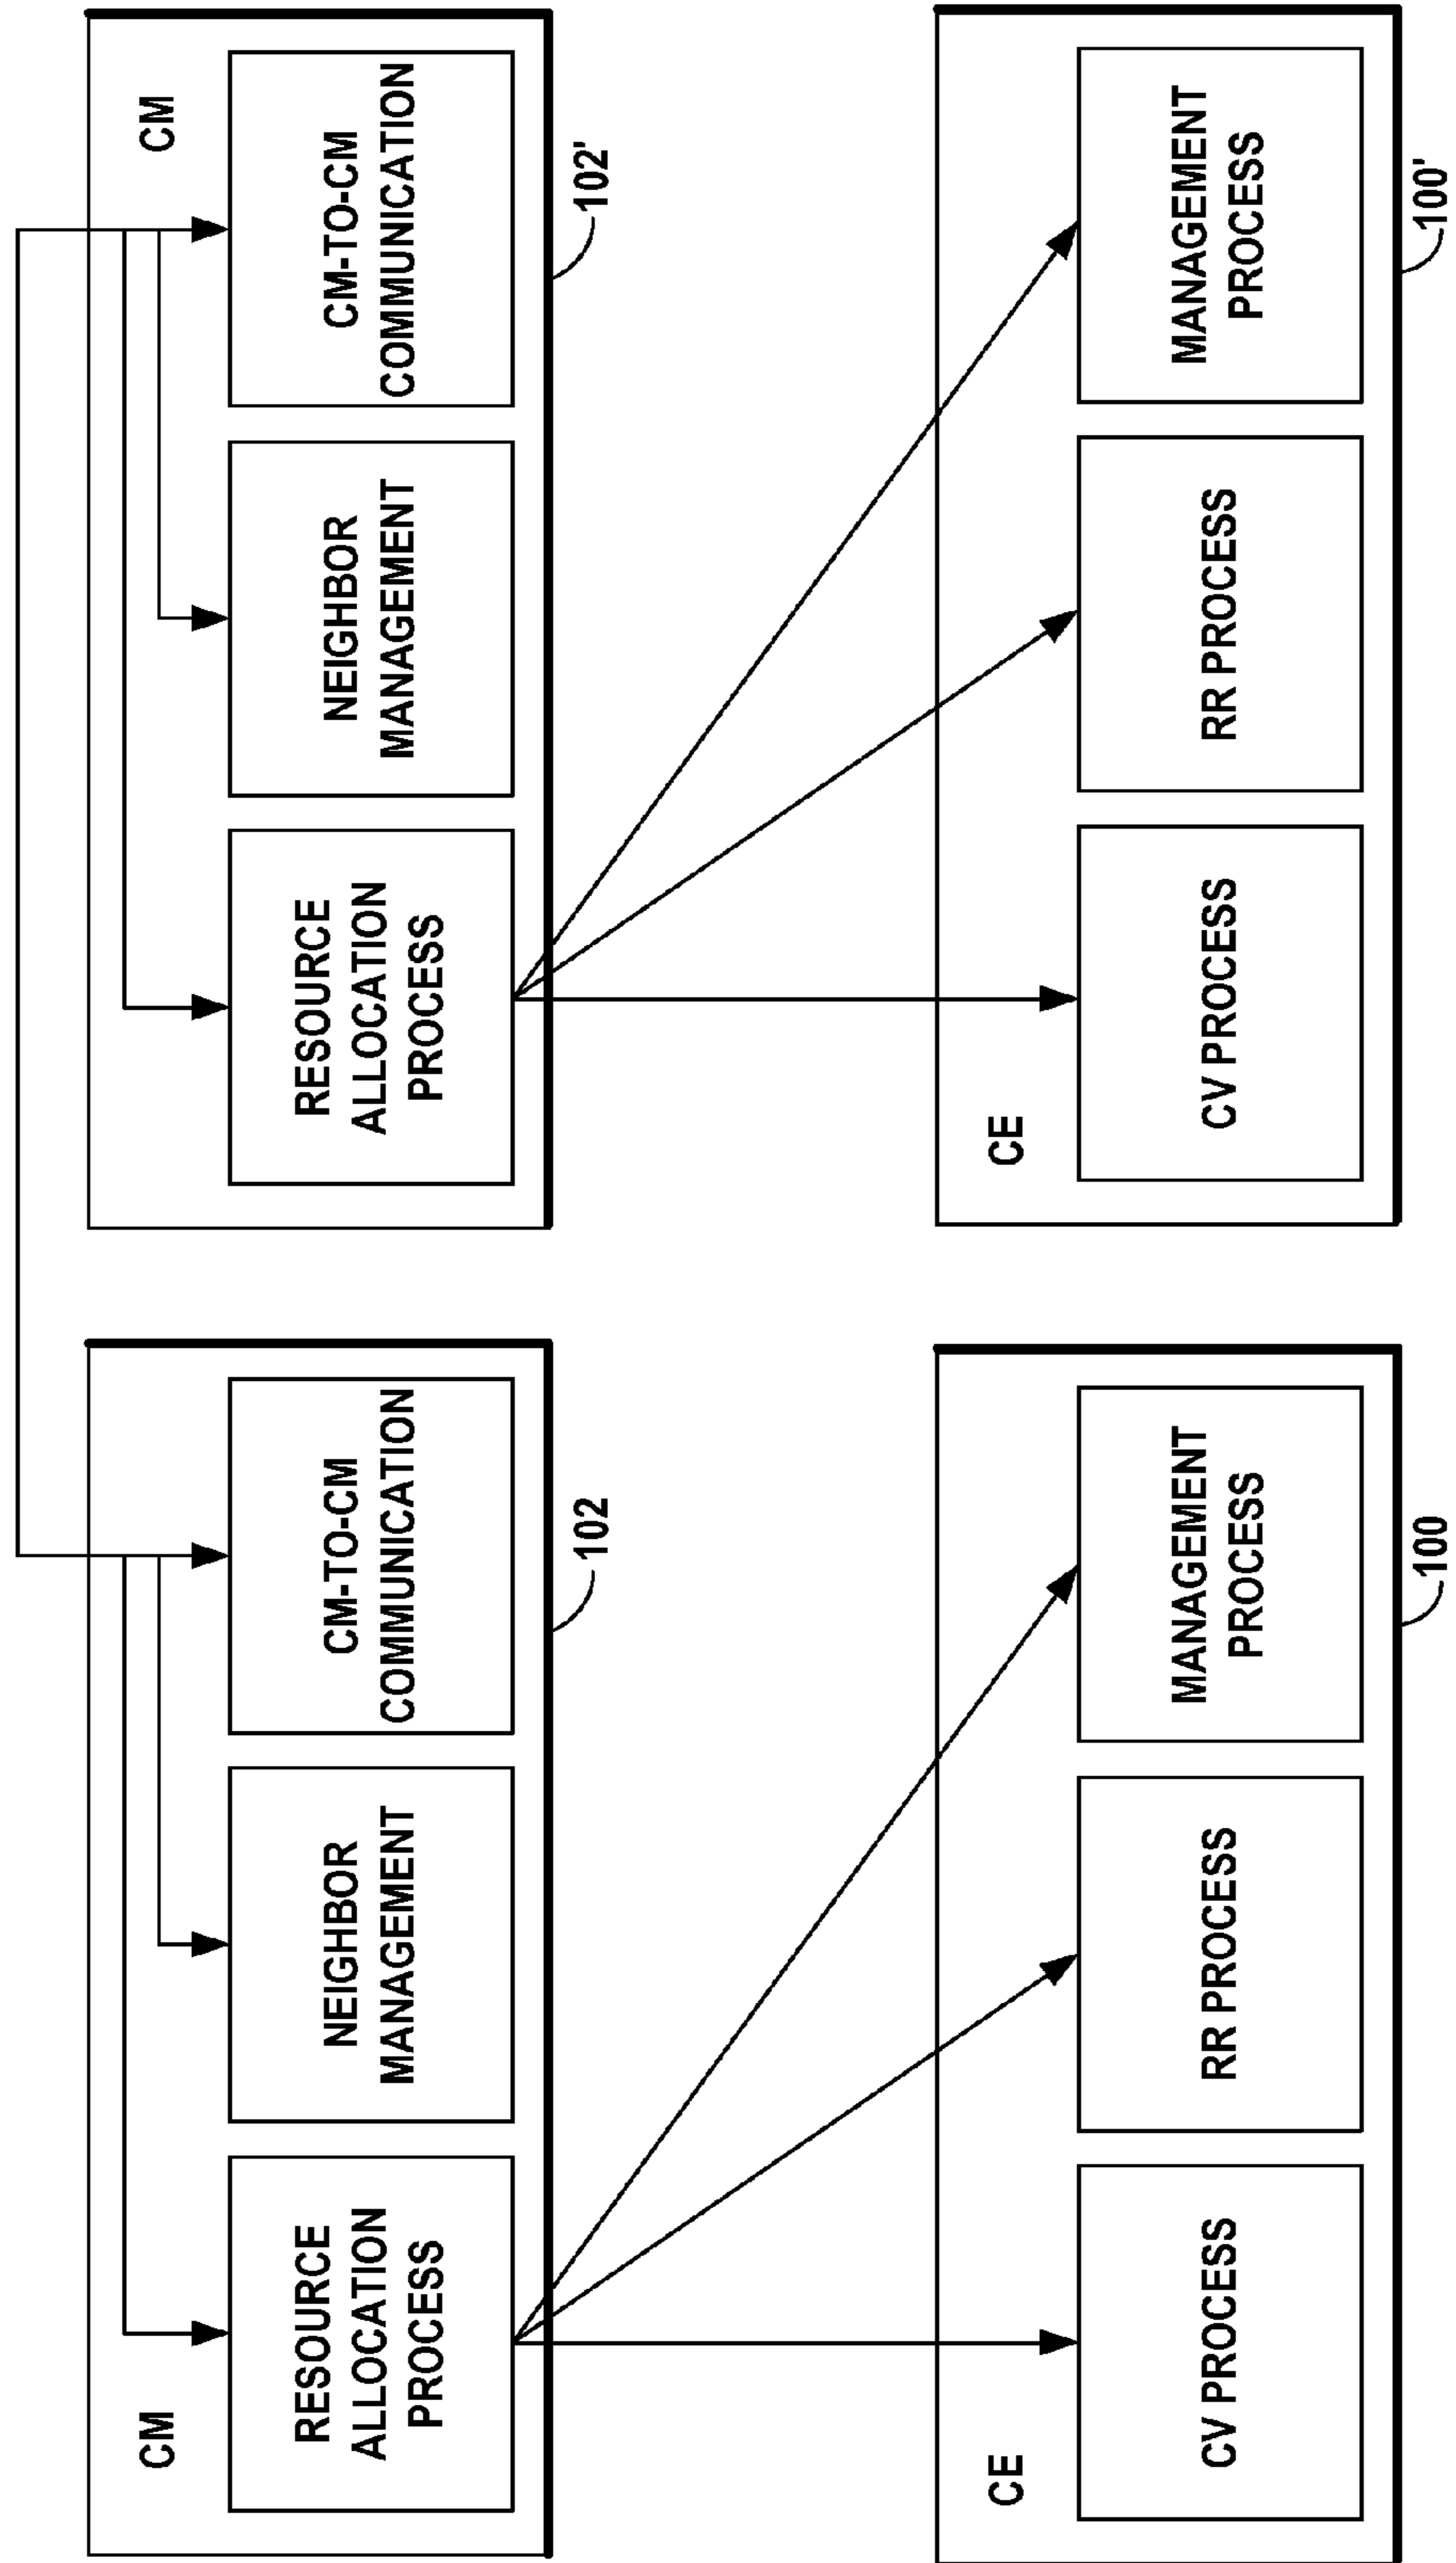 CM
RESOURCE
ALLOCATION
PROCESS
NEIGHBOR
MANAGEMENT
CM-TO-CM
COMMUNICATION
102
CM
RESOURCE
ALLOCATION
PROCESS
NEIGHBOR
MANAGEMENT
CM-TO-CM
COMMUNICATION
102'
CE
CV PROCESS
RR PROCESS
MANAGEMENT
PROCESS
100
CE
CV PROCESS
RR PROCESS
MANAGEMENT
PROCESS
100'